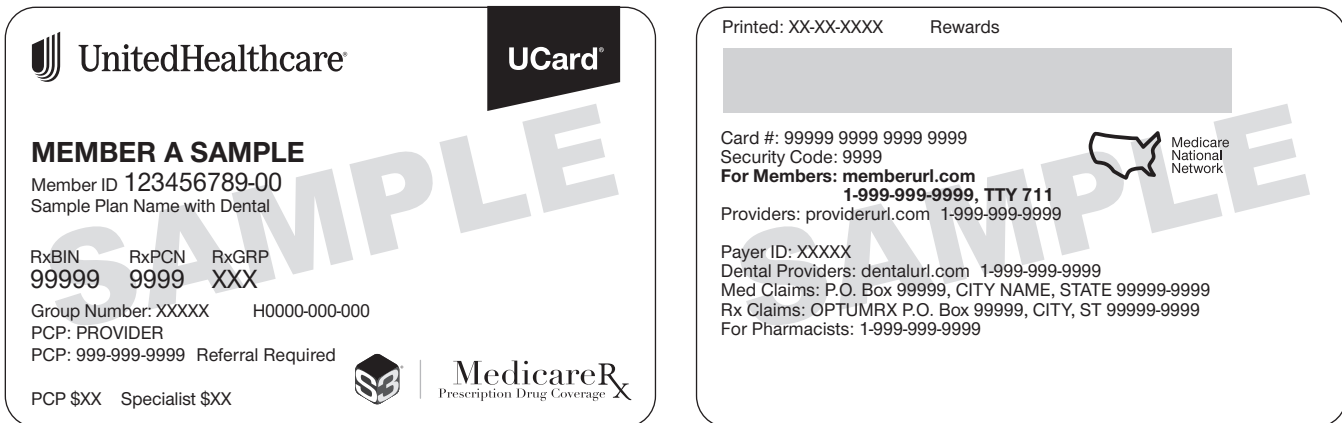 UnitedHealthcare®
UCard®
MEMBER A SAMPLE
Member ID 123456789-00
Sample Plan Name with Dental
RxBIN RxPCN RxGRP
99999 9999 XXX
Group Number: XXXXX H0000-000-000
PCP: PROVIDER
PCP: 999-999-9999 Referral Required
PCP $XX Specialist $XX
S3
MedicareRx
Prescription Drug Coverage
SAMPLE
Printed: XX-XX-XXXX Rewards
Card #: 99999 9999 9999 9999
Security Code: 9999
For Members: memberurl.com
1-999-999-9999, TTY 711
Providers: providerurl.com 1-999-999-9999
Medicare
National
Network
Payer ID: XXXXX
Dental Providers: dentalurl.com 1-999-999-9999
Med Claims: P.O. Box 99999, CITY NAME, STATE 99999-9999
Rx Claims: OPTUMRX P.O. Box 99999, CITY, ST 99999-9999
For Pharmacists: 1-999-999-9999
SAMPLE